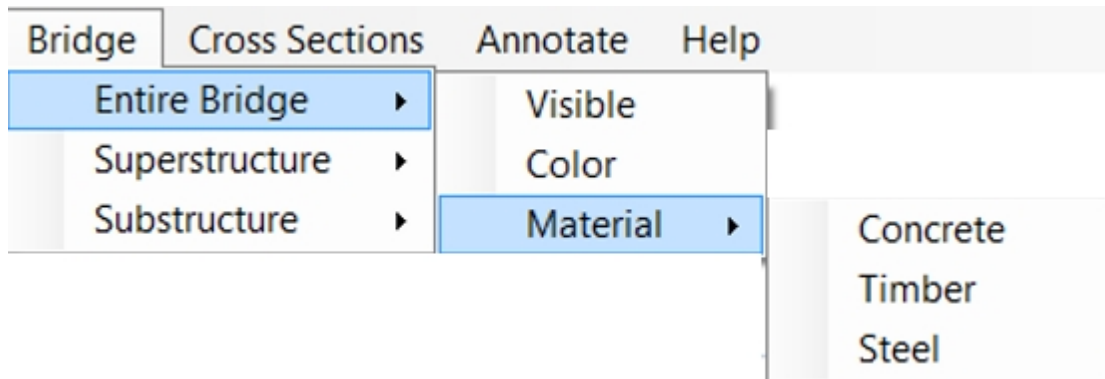 Bridge Cross Sections Annotate Help
Entire Bridge
Superstructure
Substructure
Visible
Color
Material
Concrete
Timber
Steel